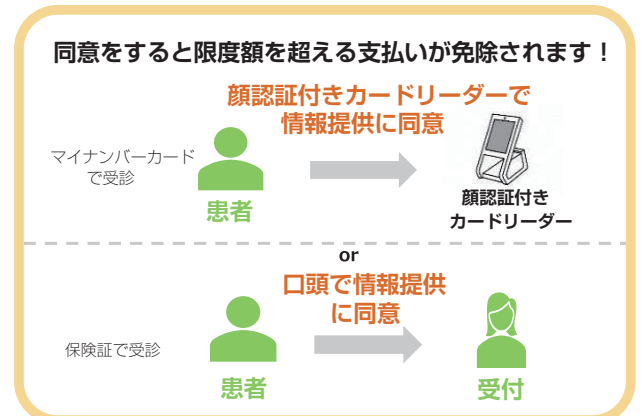 同意をすると限度額を超える支払いが免除されます！
顔認証付きカードリーダーで
情報提供に同意
マイナンバーカード
で受診
患者
顔認証付き
カードリーダー
or
口頭で情報提供
に同意
保険証で受診
患者
受付